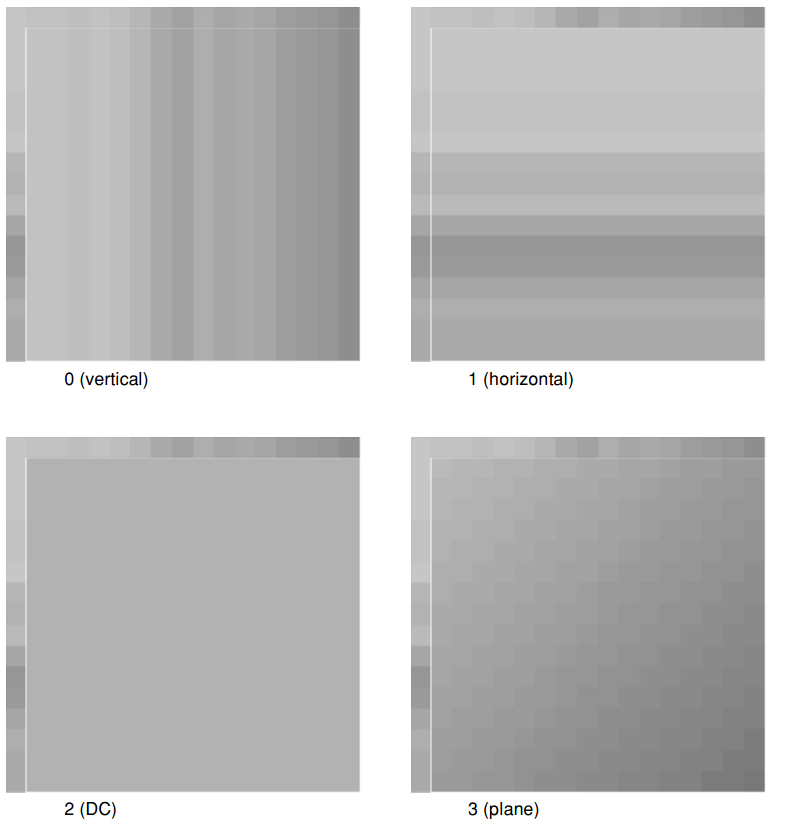 0 (vertical)
1 (horizontal)
2 (DC)
3 (plane)